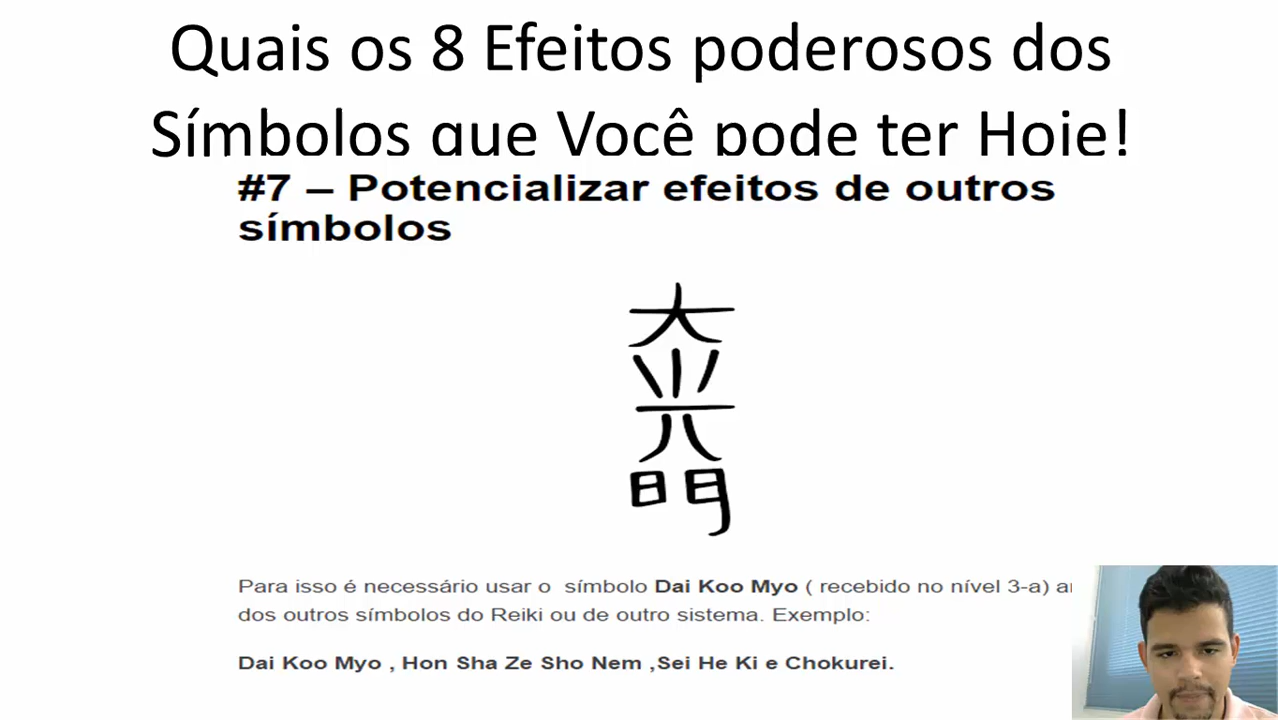 Quais os 8 Efeitos poderosos dos
Símbolos que Você pode ter Hoje!
#7 – Potencializar efeitos de outros
símbolos
大
光
門
Para isso é necessário usar o símbolo Dai Koo Myo ( recebido no nível 3-a)
dos outros símbolos do Reiki ou de outro sistema. Exemplo:
Dai Koo Myo , Hon Sha Ze Sho Nem ,Sei He Ki e Chokurei.